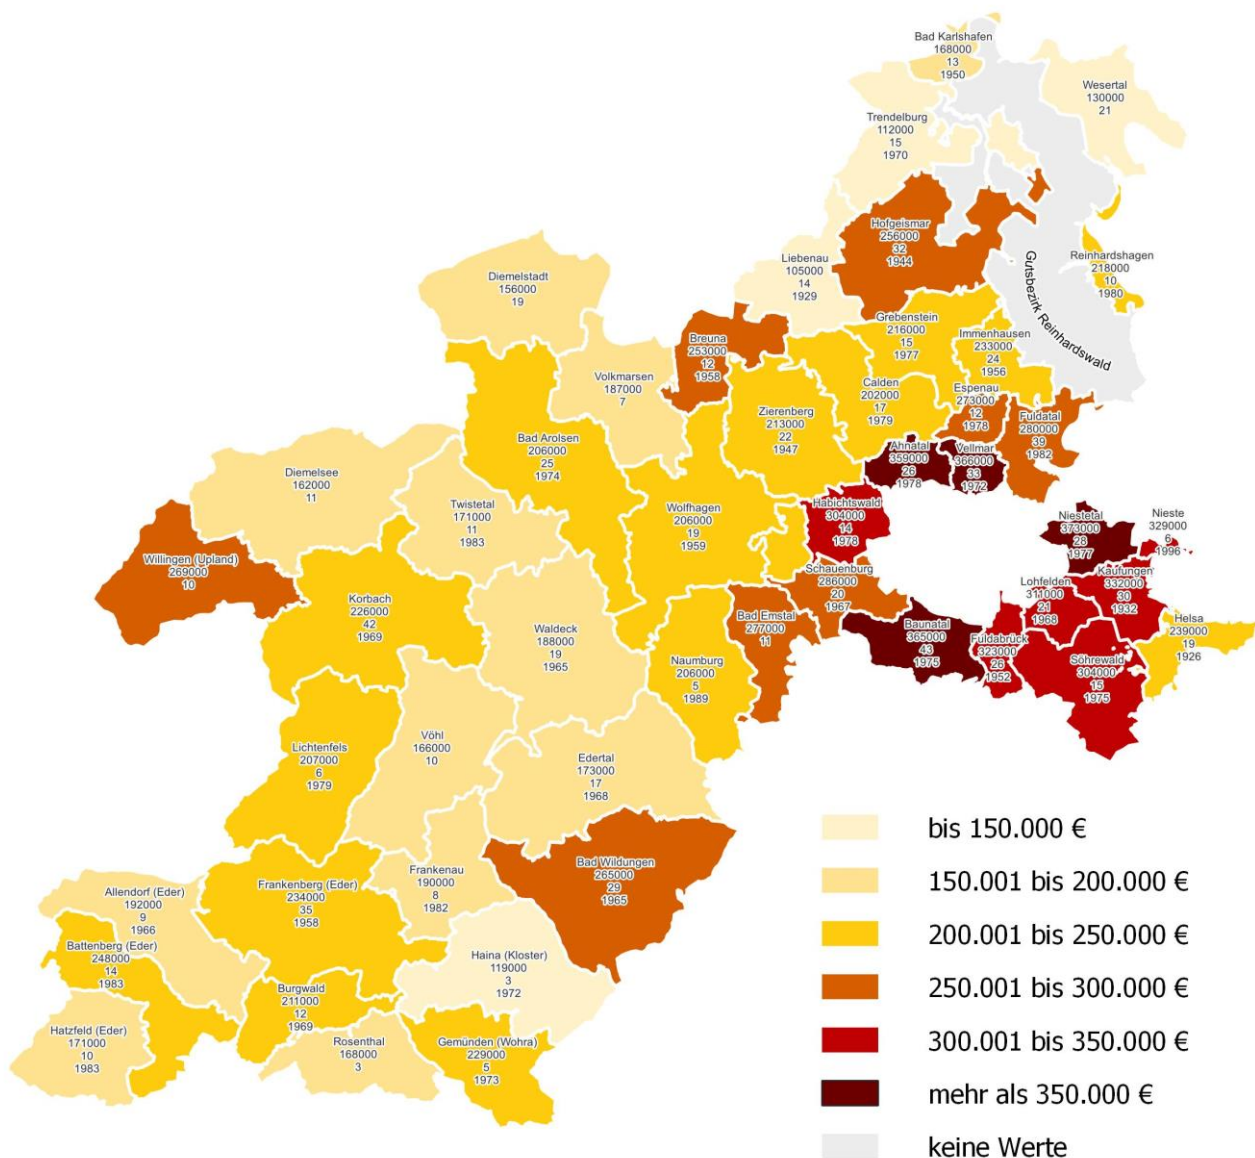 Bad Karlshafen
168000
13
1950
Wesertal
130000
21
Trendelburg
112000
15
1970
Hofgeismar
256000
32
1944
Reinhardshagen
218000
10
1980
Gutsbezirk Reinhardswald
Liebenau
105000
14
1929
Diemelstadt
156000
19
Grebenstein
216000
15
1977
Immenhausen
233000
24
1956
Breuna
253000
12
1958
Volkmarsen
187000
7
Calden
202000
17
1979
Espenau
273000
12
1978
Fuldatal
280000
39
1982
Zierenberg
213000
22
1947
Bad Arolsen
206000
25
1974
Ahnatal
359000
26
1978
Vellmar
366000
33
1972
Diemelsee
162000
11
Twistetal
171000
11
1983
Wolfhagen
206000
19
1959
Habichtswald
304000
14
1978
Niestetal
373000
28
1977
Nieste
329000
6
1996
Willingen (Upland)
269000
10
Korbach
226000
42
1969
Schauenburg
286000
20
1967
Kaufungen
332000
30
1932
Lohfelden
311000
21
1968
Waldeck
188000
19
1965
Bad Emstal
277000
11
Baunatal
365000
43
1975
Fuldabrück
323000
26
1952
Helsa
239000
19
1926
Naumburg
206000
5
1989
Söhrewald
304000
15
1975
Vöhl
166000
10
Lichtenfels
207000
6
1979
Edertal
173000
17
1968
Bad Wildungen
265000
29
1965
Frankenau
190000
8
1982
Frankenberg (Eder)
234000
35
1958
Allendorf (Eder)
192000
9
1966
Battenberg (Eder)
248000
14
1983
Haina (Kloster)
119000
3
1972
Burgwald
211000
12
1969
Hatzfeld (Eder)
171000
10
1983
Rosenthal
168000
3
Gemünden (Wohra)
229000
5
1973
bis 150.000 €
150.001 bis 200.000 €
200.001 bis 250.000 €
250.001 bis 300.000 €
300.001 bis 350.000 €
mehr als 350.000 €
keine Werte